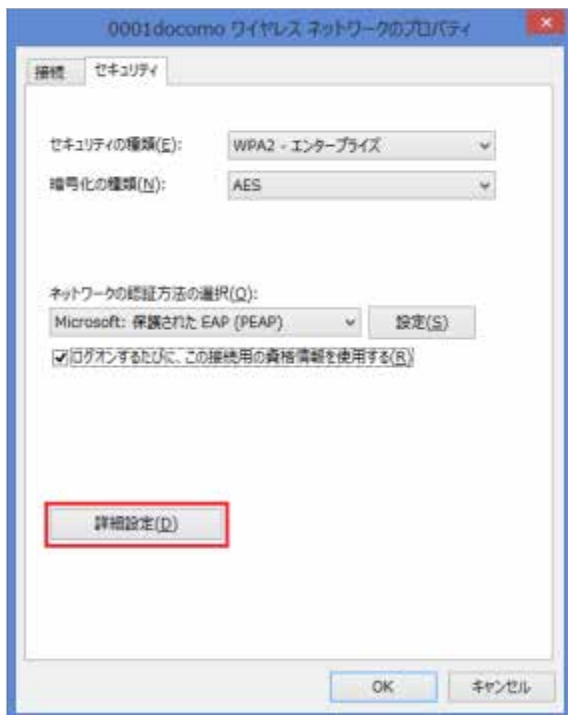 0001docomo ワイヤレス ネットワークのプロパティ
接続 セキュリティ
セキュリティの種類(E): WPA2 - エンタープライズ
暗号化の種類(N): AES
ネットワークの認証方法の選択(O):
Microsoft: 保護された EAP (PEAP) 設定(S)
ログオンするたびに、この接続用の資格情報を使用する(R)
詳細設定(D)
OK キャンセル